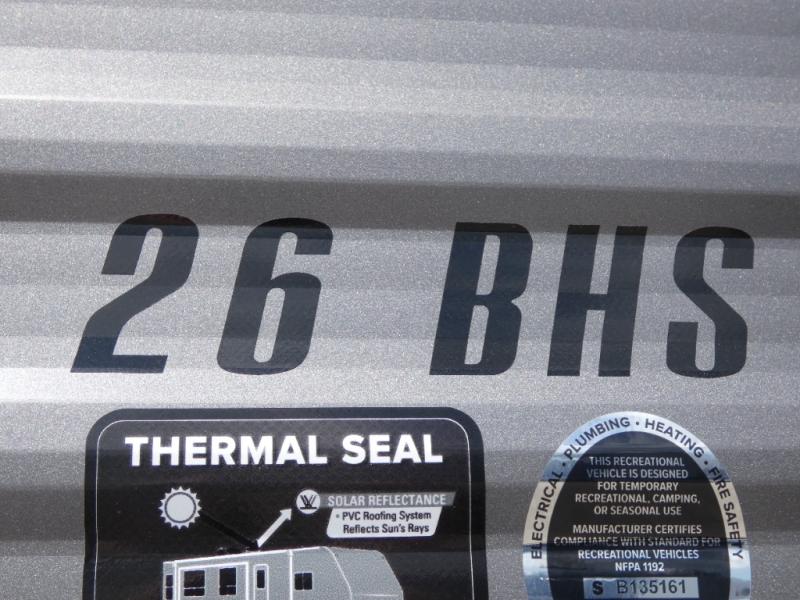 26 BHS
THERMAL SEAL
SOLAR REFLECTANCE
• PVC Roofing System
Reflects Sun's Rays
ELECTRICAL • PLUMBING • HEATING • FIRE SAFETY
THIS RECREATIONAL
VEHICLE IS DESIGNED
FOR TEMPORARY
RECREATIONAL, CAMPING,
OR SEASONAL USE
MANUFACTURER CERTIFIES
COMPLIANCE WITH STANDARD FOR
RECREATIONAL VEHICLES
NFPA 1192
S B135161